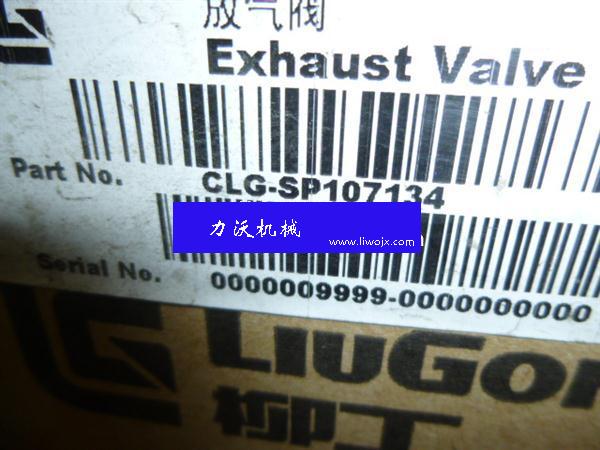 放气阀
Exhaust Valve
Part No. CLG-SP107134
力沃机械
www.liwojx.com
Serial No. 0000009999-0000000000
LiuGon
柳工